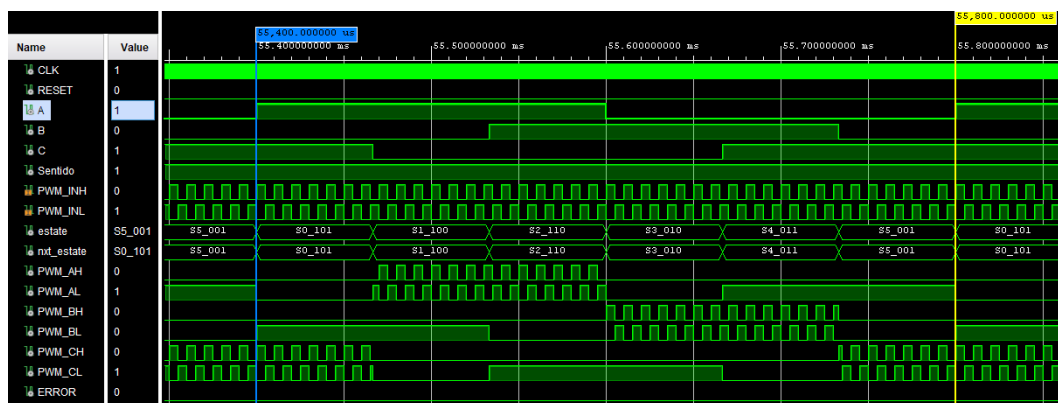 55,800.000000 us
55,400.000000 us
Name Value 55.400000000 ms 55.500000000 ms 55.600000000 ms 55.700000000 ms 55.800000000 ms
CLK 1
RESET 0
A 1
B 0
C 1
Sentido 1
PWM_INH 0
PWM_INL 1
estate S5_001 S5_001 S0_101 S1_100 S2_110 S3_010 S4_011 S5_001 S0_101
nxt_estate S0_101 S5_001 S0_101 S1_100 S2_110 S3_010 S4_011 S5_001 S0_101
PWM_AH 0
PWM_AL 1
PWM_BH 0
PWM_BL 0
PWM_CH 0
PWM_CL 1
ERROR 0